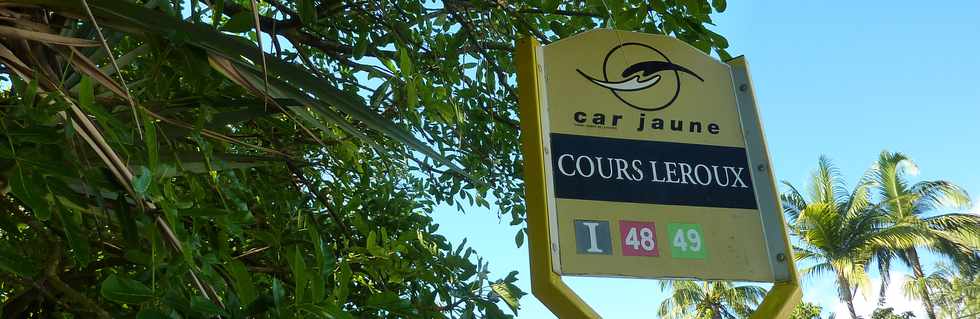 car jaune
COURS LEROUX
I 48 49